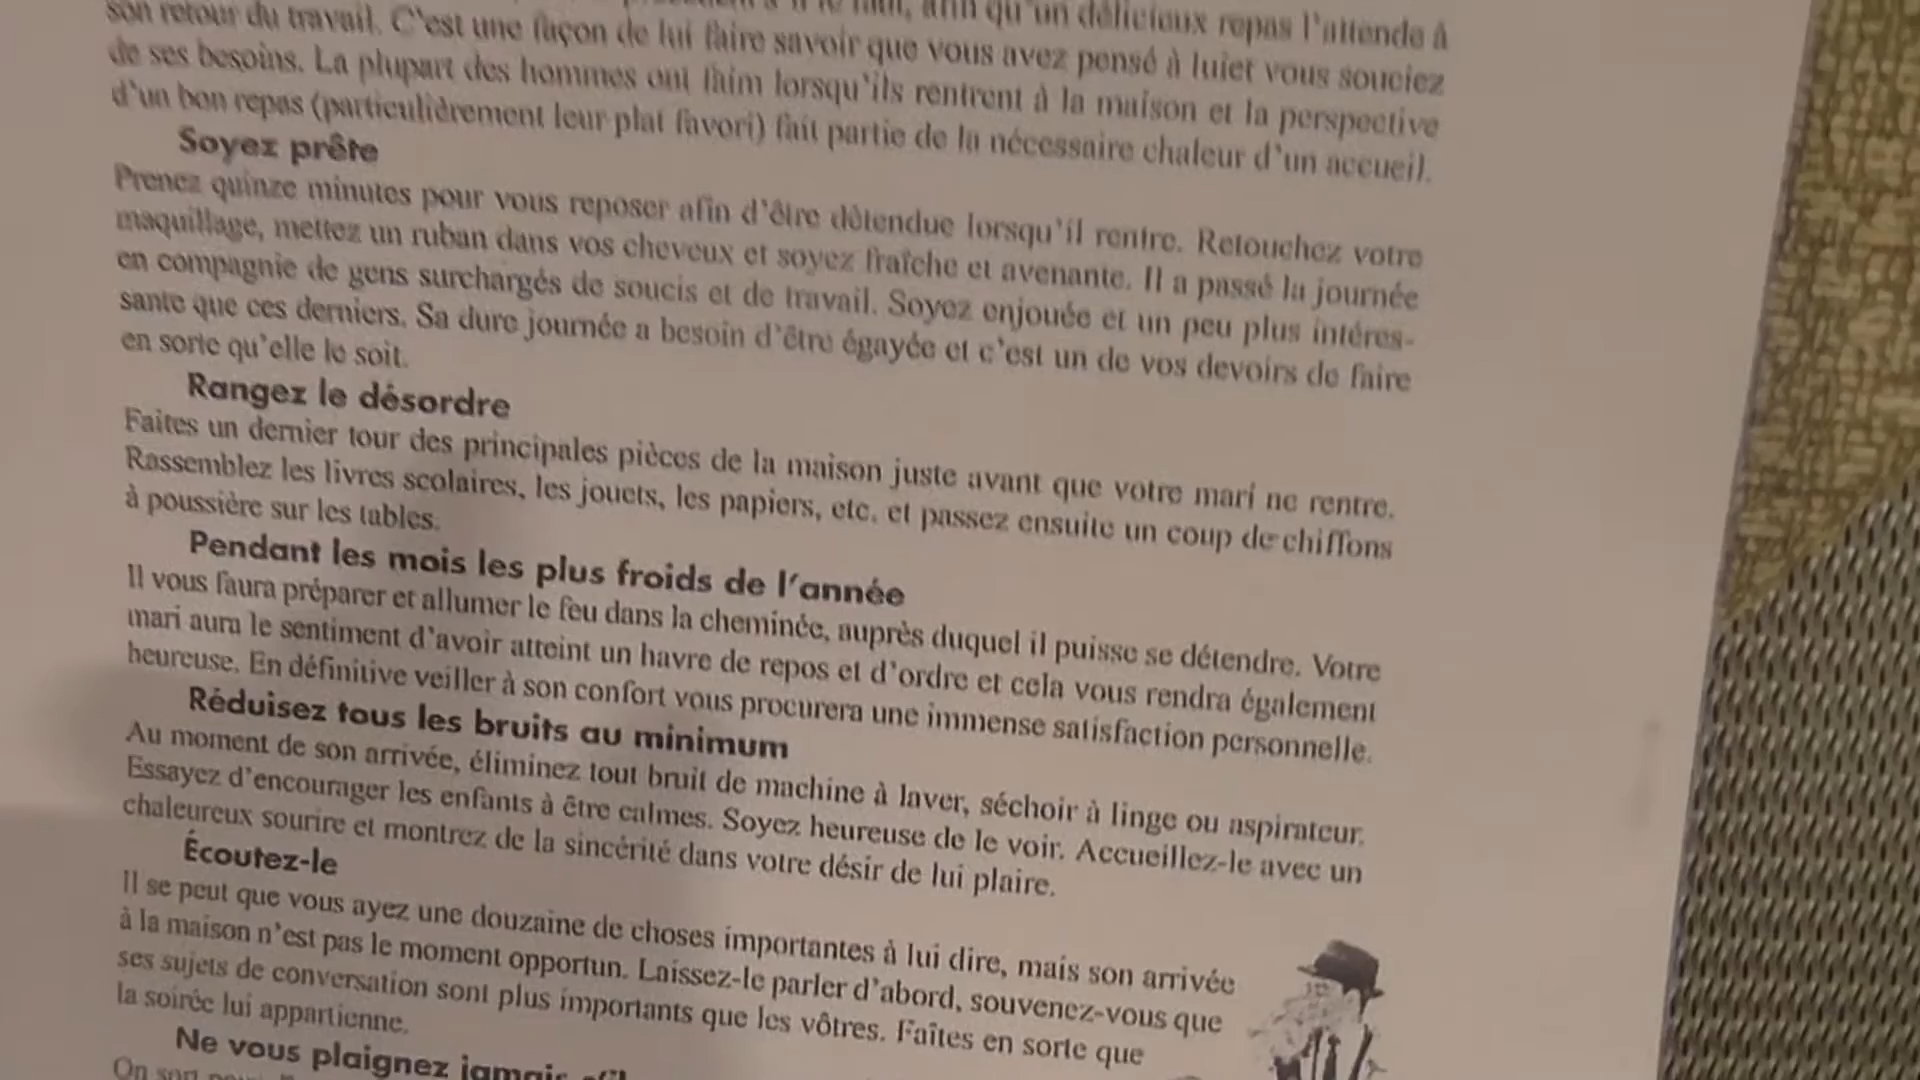 qu'un délicieux repas l'attende à
son retour du travail. C'est une façon de lui faire savoir que vous avez pensé à luiet vous souciez
de ses besoins. La plupart des hommes ont faim lorsqu'ils rentrent à la maison et la perspective
d'un bon repas (particulièrement leur plat favori) fait partie de la nécessaire chaleur d'un accueil.
Soyez prête
Prenez quinze minutes pour vous reposer afin d'être détendue lorsqu'il rentre. Retouchez votre
maquillage, mettez un ruban dans vos cheveux et soyez fraîche et avenante. Il a passé la journée
en compagnie de gens surchargés de soucis et de travail. Soyez enjouée et un peu plus intéres-
sante que ces derniers. Sa dure journée a besoin d'être égayée et c'est un de vos devoirs de faire
en sorte qu'elle le soit.
Rangez le désordre
Faites un dernier tour des principales pièces de la maison juste avant que votre mari ne rentre.
Rassemblez les livres scolaires, les jouets, les papiers, etc. et passez ensuite un coup de chiffons
à poussière sur les tables.
Pendant les mois les plus froids de l'année
Il vous faura préparer et allumer le feu dans la cheminée, auprès duquel il puisse se détendre. Votre
mari aura le sentiment d'avoir atteint un havre de repos et d'ordre et cela vous rendra également
heureuse. En définitive veiller à son confort vous procurera une immense satisfaction personnelle.
Réduisez tous les bruits au minimum
Au moment de son arrivée, éliminez tout bruit de machine à laver, séchoir à linge ou aspirateur.
Essayez d'encourager les enfants à être calmes. Soyez heureuse de le voir. Accueillez-le avec un
chaleureux sourire et montrez de la sincérité dans votre désir de lui plaire.
Écoutez-le
Il se peut que vous ayez une douzaine de choses importantes à lui dire, mais son arrivée
à la maison n'est pas le moment opportun. Laissez-le parler d'abord, souvenez-vous que
ses sujets de conversation sont plus importants que les vôtres. Faîtes en sorte que
la soirée lui appartienne.
Ne vous plaignez jamais